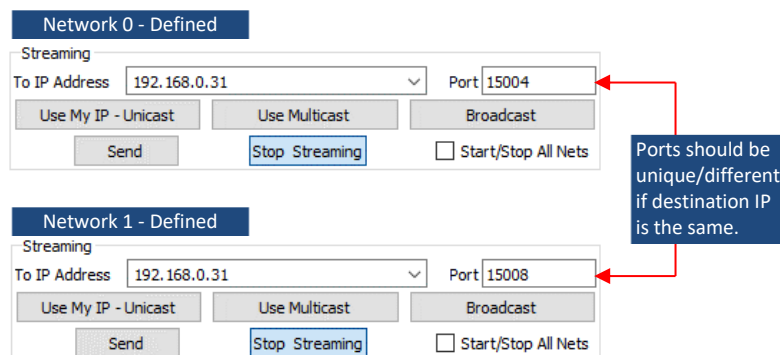 Network 0 - Defined
Streaming
To IP Address 192.168.0.31 Port 15004
Use My IP - Unicast Use Multicast Broadcast
Send Stop Streaming Start/Stop All Nets
Ports should be
unique/different
if destination IP
is the same.
Network 1 - Defined
Streaming
To IP Address 192.168.0.31 Port 15008
Use My IP - Unicast Use Multicast Broadcast
Send Stop Streaming Start/Stop All Nets